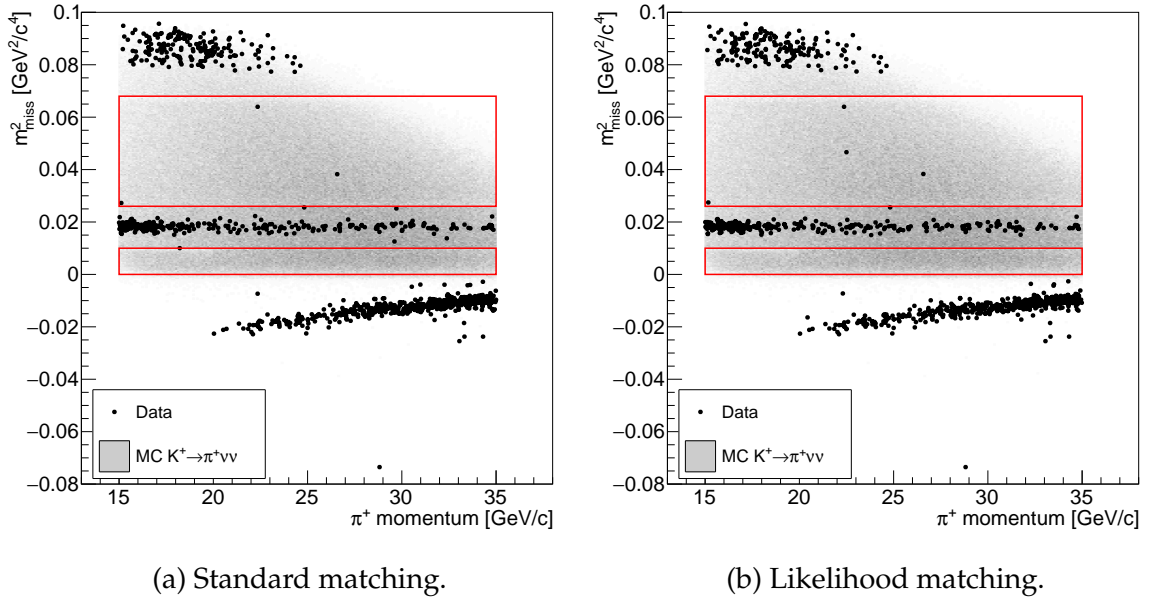 m²miss [GeV²/c⁴]
0.1
0.08
0.06
0.04
0.02
0
−0.02
−0.04
−0.06
−0.08
Data
MC K⁺→π⁺νν
15 20 25 30 35
π⁺ momentum [GeV/c]
(a) Standard matching.
m²miss [GeV²/c⁴]
0.1
0.08
0.06
0.04
0.02
0
−0.02
−0.04
−0.06
−0.08
Data
MC K⁺→π⁺νν
15 20 25 30 35
π⁺ momentum [GeV/c]
(b) Likelihood matching.